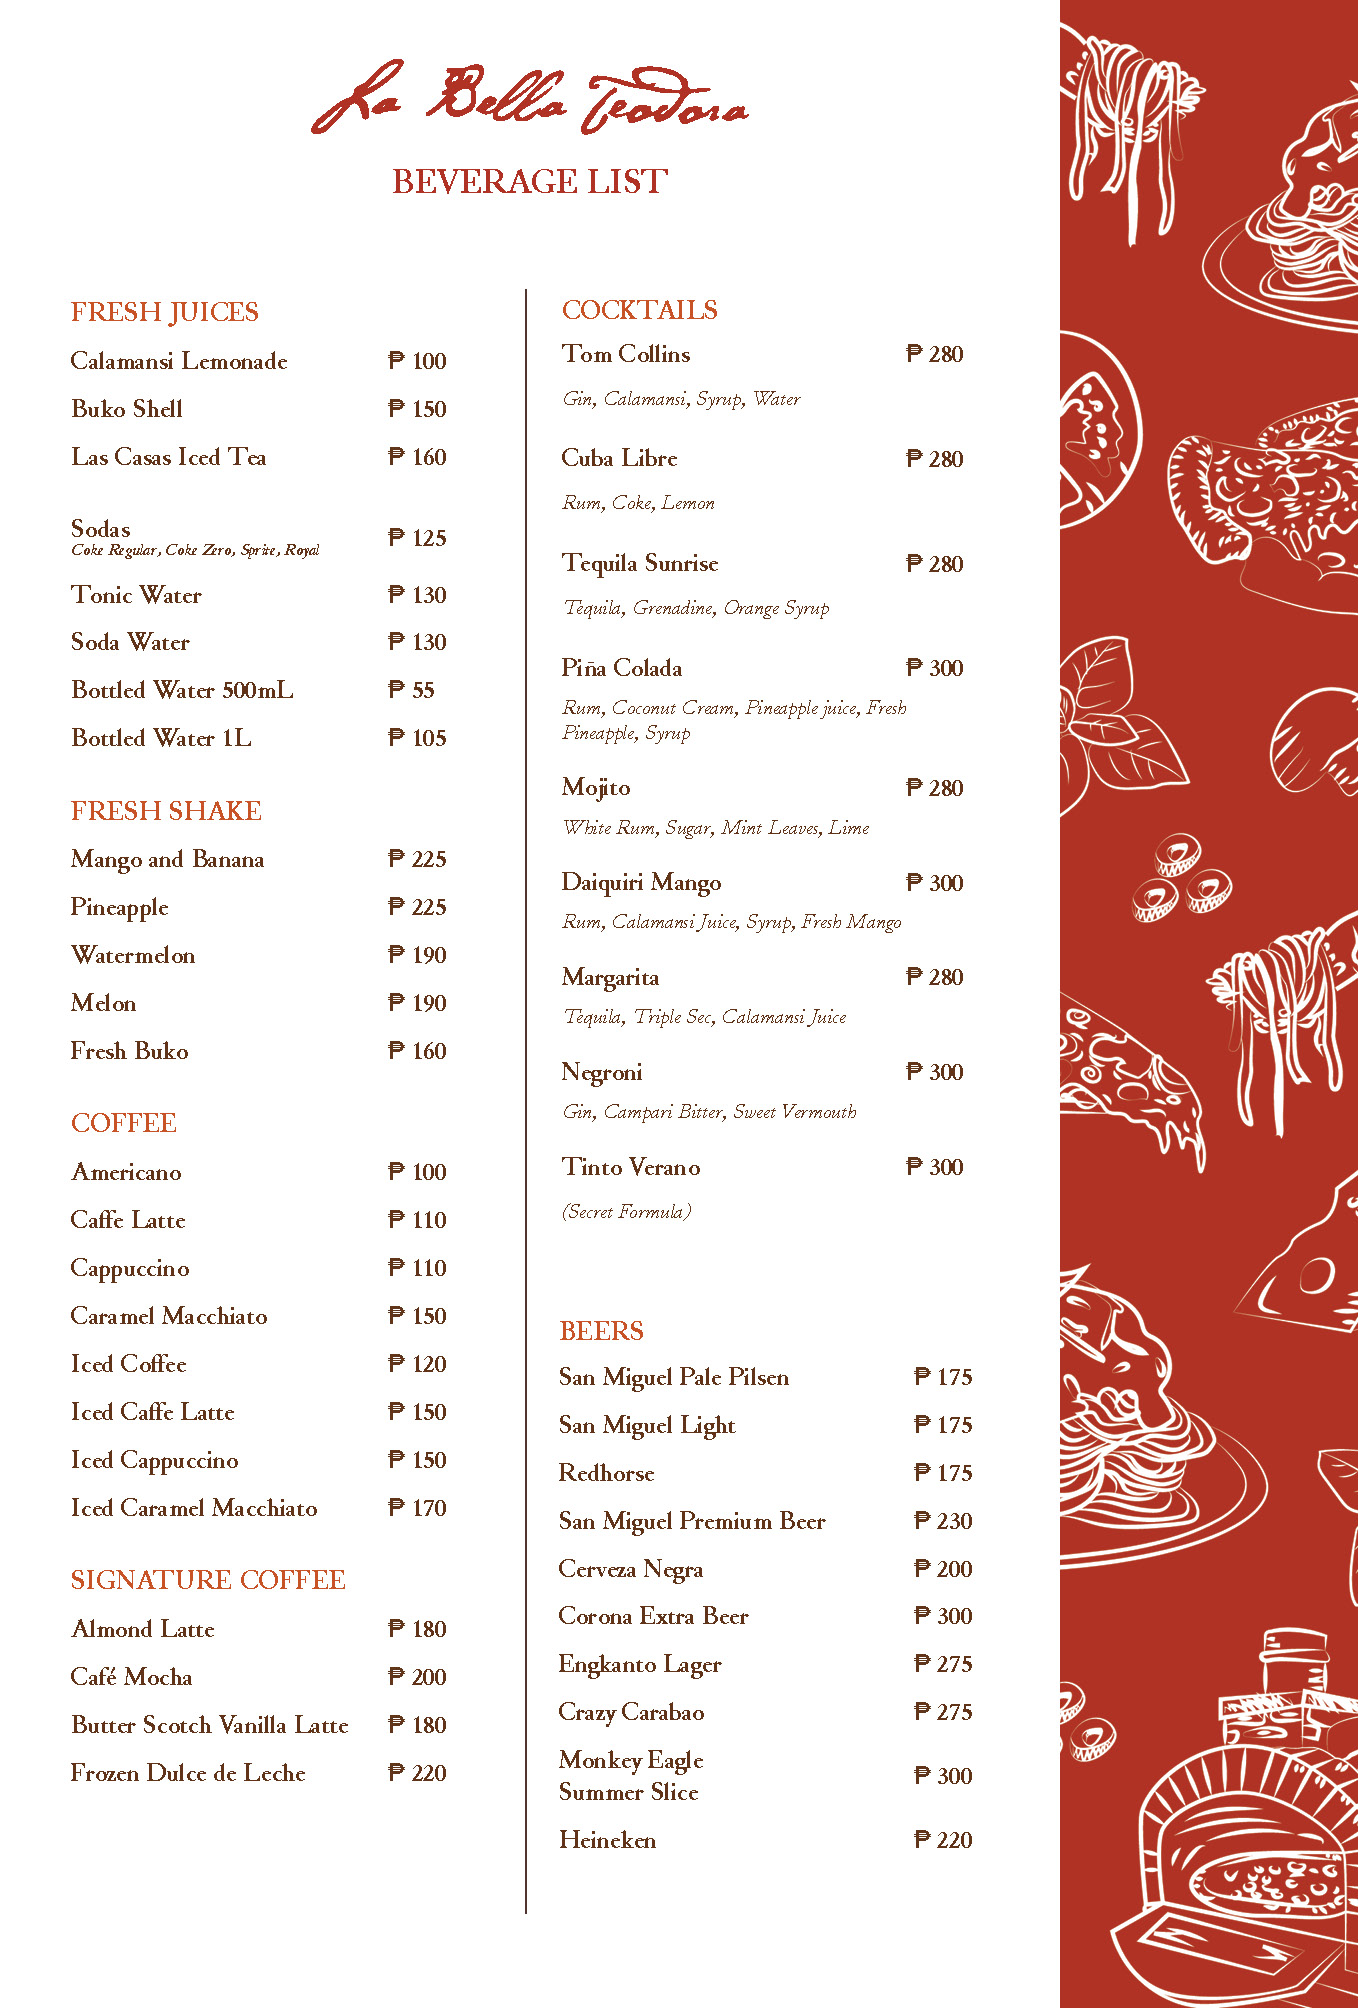 La Bella Teodora
BEVERAGE LIST
FRESH JUICES
Calamansi Lemonade ₱ 100
Buko Shell ₱ 150
Las Casas Iced Tea ₱ 160
Sodas ₱ 125
Coke Regular, Coke Zero, Sprite, Royal
Tonic Water ₱ 130
Soda Water ₱ 130
Bottled Water 500mL ₱ 55
Bottled Water 1L ₱ 105
FRESH SHAKE
Mango and Banana ₱ 225
Pineapple ₱ 225
Watermelon ₱ 190
Melon ₱ 190
Fresh Buko ₱ 160
COFFEE
Americano ₱ 100
Caffe Latte ₱ 110
Cappuccino ₱ 110
Caramel Macchiato ₱ 150
Iced Coffee ₱ 120
Iced Caffe Latte ₱ 150
Iced Cappuccino ₱ 150
Iced Caramel Macchiato ₱ 170
SIGNATURE COFFEE
Almond Latte ₱ 180
Café Mocha ₱ 200
Butter Scotch Vanilla Latte ₱ 180
Frozen Dulce de Leche ₱ 220
COCKTAILS
Tom Collins ₱ 280
Gin, Calamansi, Syrup, Water
Cuba Libre ₱ 280
Rum, Coke, Lemon
Tequila Sunrise ₱ 280
Tequila, Grenadine, Orange Syrup
Piña Colada ₱ 300
Rum, Coconut Cream, Pineapple juice, Fresh
Pineapple, Syrup
Mojito ₱ 280
White Rum, Sugar, Mint Leaves, Lime
Daiquiri Mango ₱ 300
Rum, Calamansi Juice, Syrup, Fresh Mango
Margarita ₱ 280
Tequila, Triple Sec, Calamansi Juice
Negroni ₱ 300
Gin, Campari Bitter, Sweet Vermouth
Tinto Verano ₱ 300
(Secret Formula)
BEERS
San Miguel Pale Pilsen ₱ 175
San Miguel Light ₱ 175
Redhorse ₱ 175
San Miguel Premium Beer ₱ 230
Cerveza Negra ₱ 200
Corona Extra Beer ₱ 300
Engkanto Lager ₱ 275
Crazy Carabao ₱ 275
Monkey Eagle
Summer Slice ₱ 300
Heineken ₱ 220